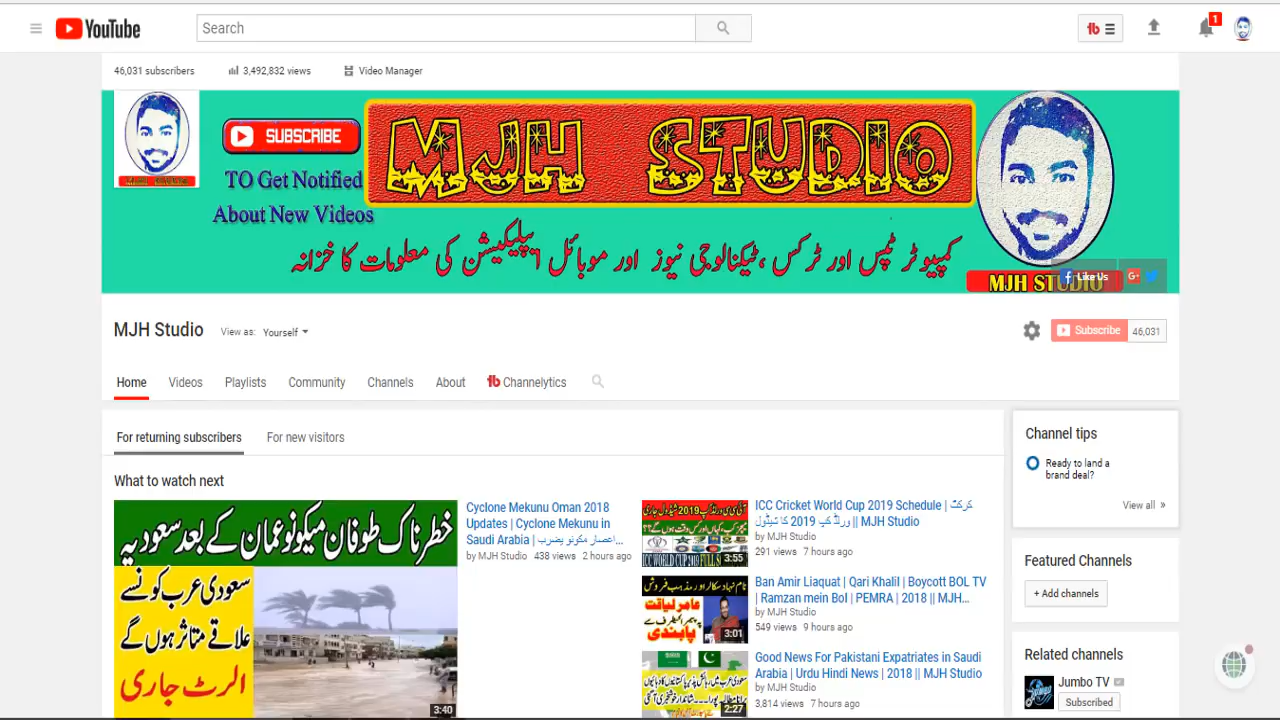 YouTube
Search
1
46,031 subscribers
3,492,832 views
Video Manager
SUBSCRIBE
TO Get Notified
About New Videos
MJH STUDIO
کمپیوٹر ٹپس اور ٹرکس ،ٹیکنالوجی نیوز اور موبائل اپلیکیشن کی معلومات کا خزانہ
MJH STUDIO
Like Us
MJH Studio
View as: Yourself
Subscribe 46,031
Home Videos Playlists Community Channels About Channelytics
For returning subscribers For new visitors
What to watch next
خطرناک طوفان میکونو عمان کے بعد سعودیہ
سعودی عرب کونسے
علاقے متاثر ہوں گے
الرٹ جاری
3:40
Cyclone Mekunu Oman 2018
Updates | Cyclone Mekunu in
Saudi Arabia | اعصار مكونو يضرب...
by MJH Studio 438 views 2 hours ago
3:55
ICC Cricket World Cup 2019 Schedule | کرکٹ
ورلڈ کپ 2019 کا شیڈول || MJH Studio
by MJH Studio
291 views 7 hours ago
عامر لیاقت
پابندی
3:01
Ban Amir Liaquat | Qari Khalil | Boycott BOL TV
| Ramzan mein Bol | PEMRA | 2018 || MJH...
by MJH Studio
549 views 9 hours ago
2:27
Good News For Pakistani Expatriates in Saudi
Arabia | Urdu Hindi News | 2018 || MJH Studio
by MJH Studio
3,814 views 7 hours ago
Channel tips
Ready to land a
brand deal?
View all »
Featured Channels
+ Add channels
Related channels
Jumbo TV
Subscribed